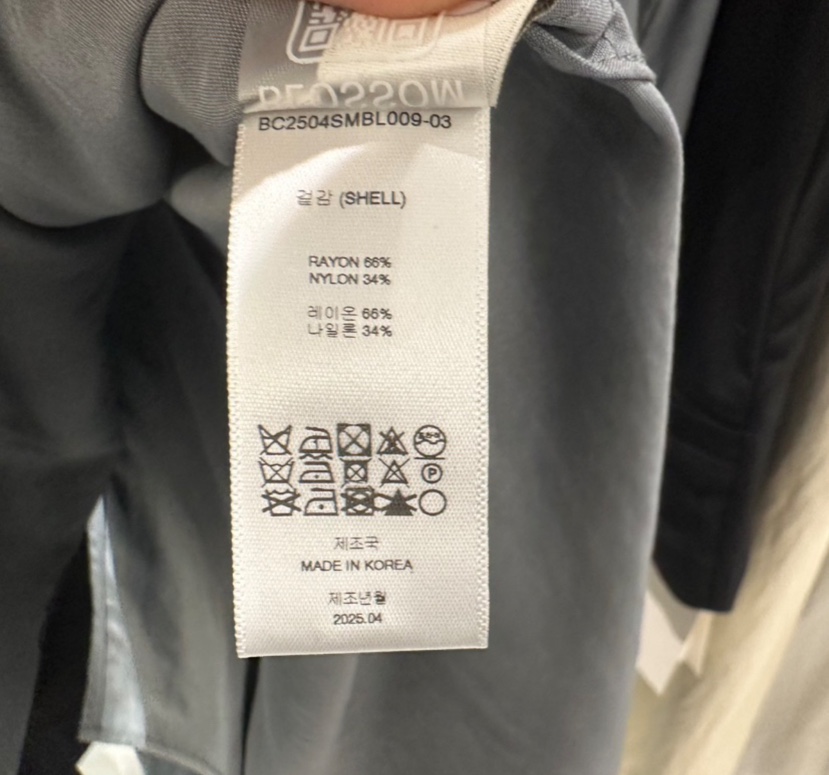 BLOSSOM
BC2504SMBL009-03
겉감 (SHELL)
RAYON 66%
NYLON 34%
레이온 66%
나일론 34%
P
제조국
MADE IN KOREA
제조년월
2025.04